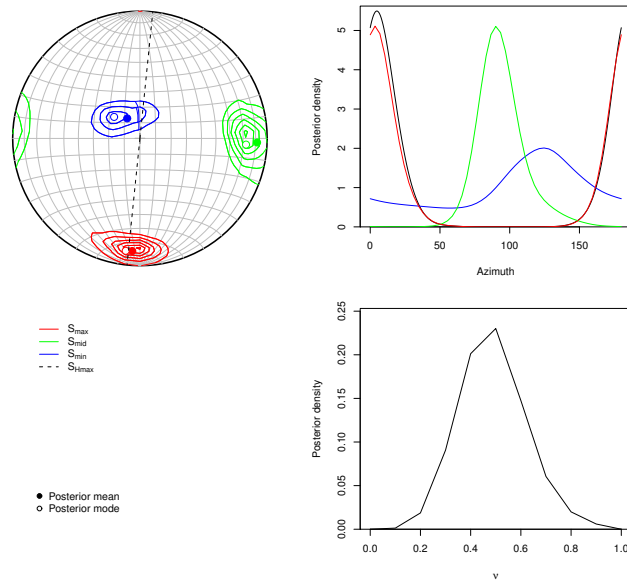 Posterior density
5
4
3
2
1
0
0
50
100
150
Azimuth
S_max
S_mid
S_min
S_Hmax
Posterior mean
Posterior mode
Posterior density
0.25
0.20
0.15
0.10
0.05
0.00
0.0 0.2 0.4 0.6 0.8 1.0
ν